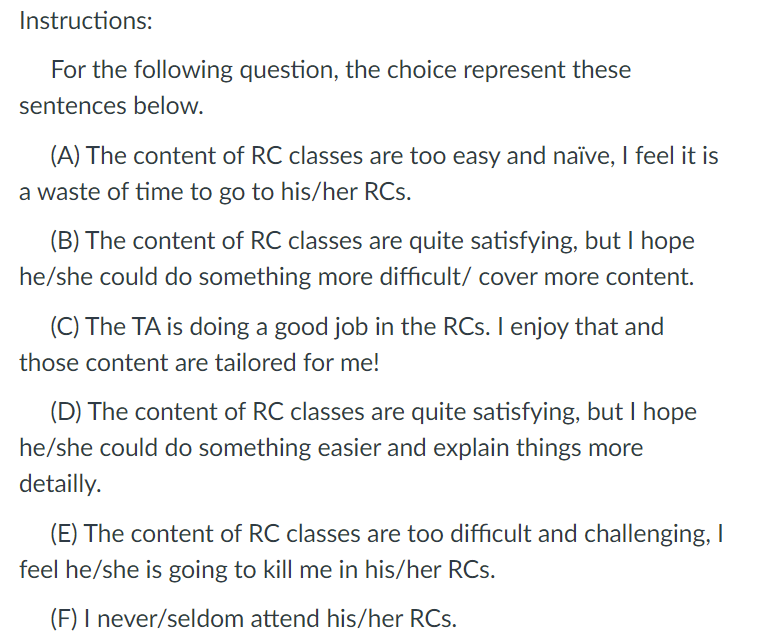 Instructions:
For the following question, the choice represent these
sentences below.
(A) The content of RC classes are too easy and naïve, I feel it is
a waste of time to go to his/her RCs.
(B) The content of RC classes are quite satisfying, but I hope
he/she could do something more difficult/ cover more content.
(C) The TA is doing a good job in the RCs. I enjoy that and
those content are tailored for me!
(D) The content of RC classes are quite satisfying, but I hope
he/she could do something easier and explain things more
detailly.
(E) The content of RC classes are too difficult and challenging, I
feel he/she is going to kill me in his/her RCs.
(F) I never/seldom attend his/her RCs.